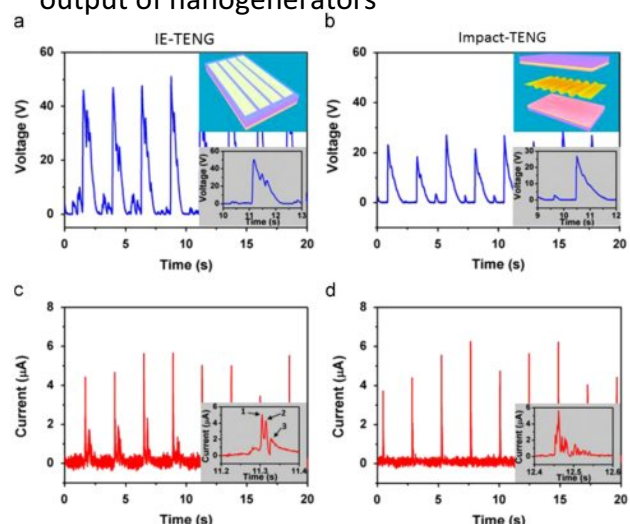 output of nanogenerators
a
IE-TENG
b
Impact-TENG
60
40
20
0
Voltage (V)
0 5 10 15 20
Time (s)
60
40
20
0
Voltage (V)
10 11 12 13
Time (s)
60
40
20
0
Voltage (V)
0 5 10 15 20
Time (s)
30
20
10
0
Voltage (V)
9 10 11 12
Time (s)
c
8
6
4
2
0
Current (μA)
0 5 10 15 20
Time (s)
6
4
2
0
Current (μA)
1
2
3
11.2 11.3 11.4
Time (s)
d
8
6
4
2
0
Current (μA)
0 5 10 15 20
Time (s)
6
4
2
0
Current (μA)
12.4 12.5 12.6
Time (s)